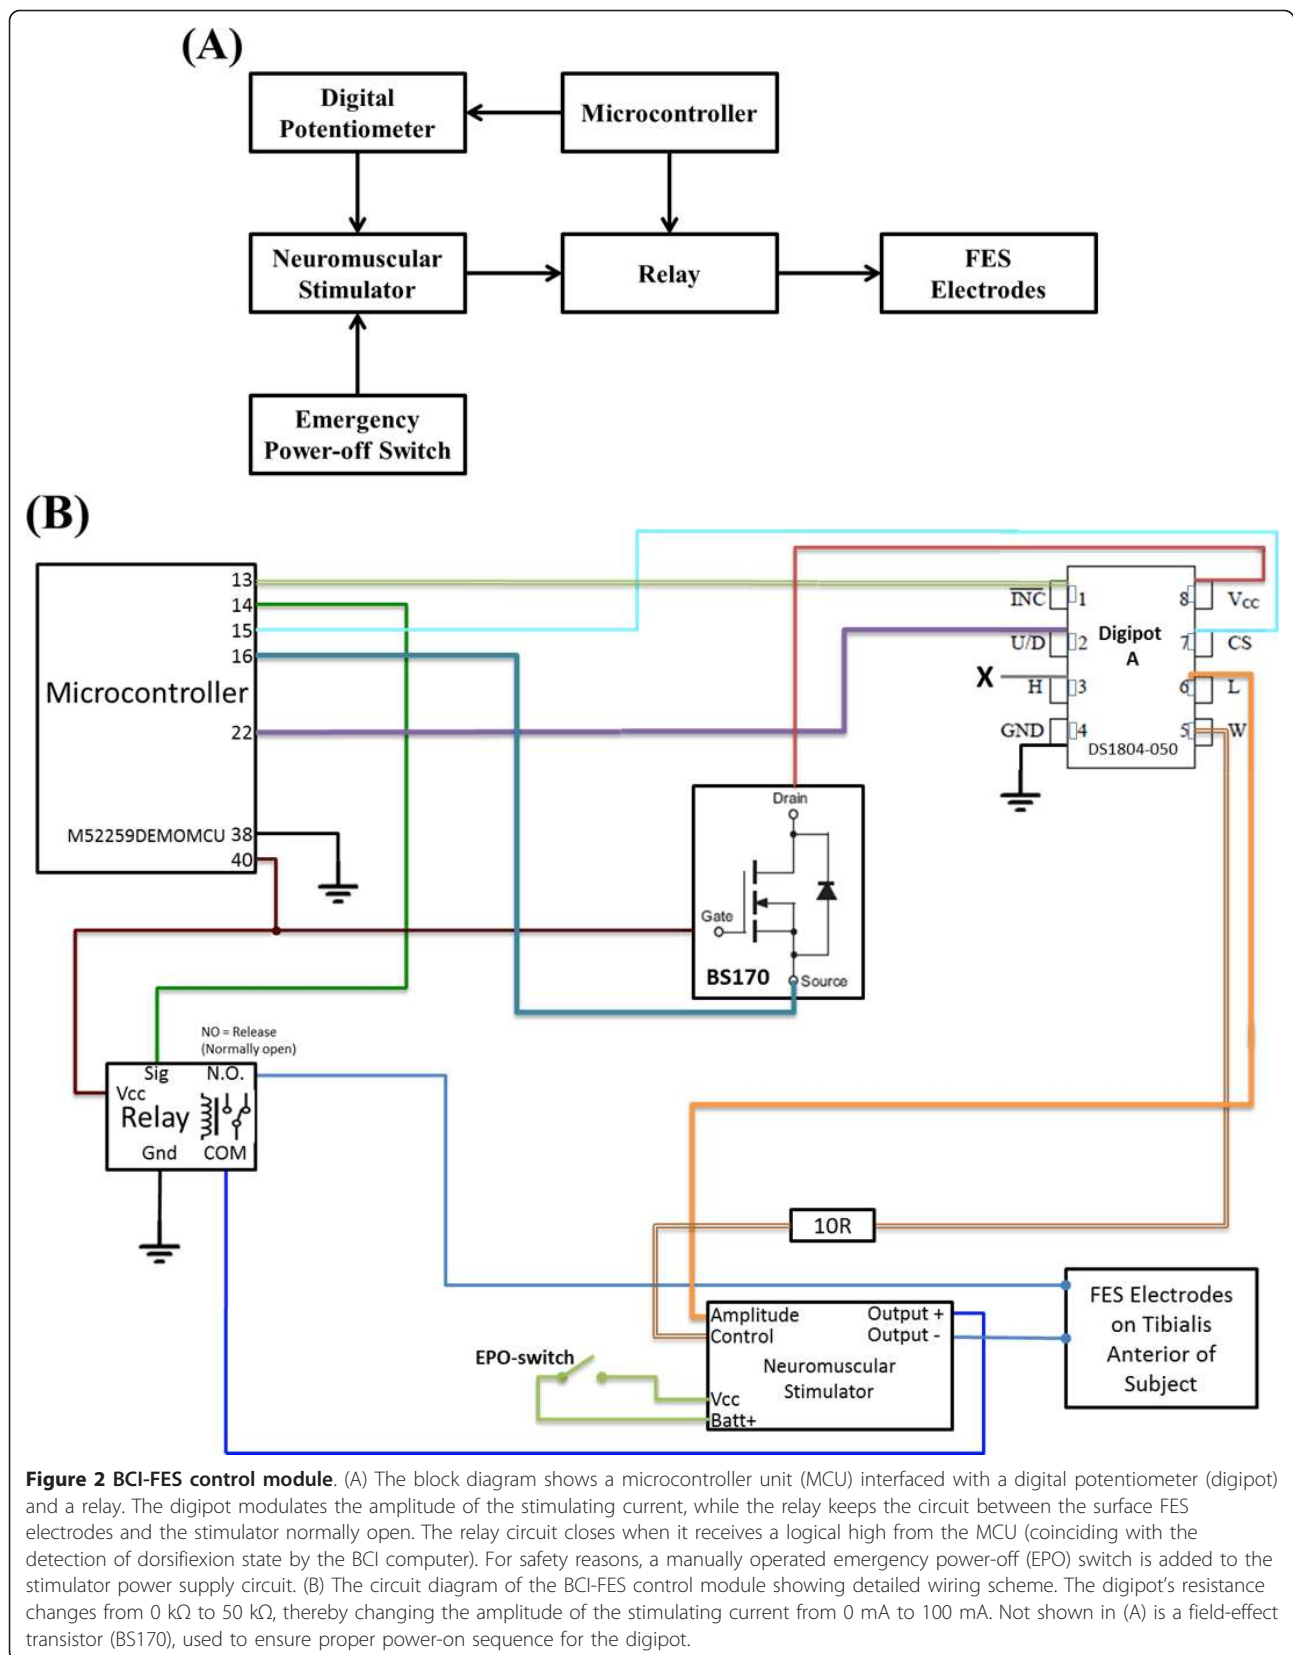 (A)
Digital
Potentiometer
Microcontroller
Neuromuscular
Stimulator
Relay
FES
Electrodes
Emergency
Power-off Switch
(B)
Microcontroller
13
14
15
16
22
M52259DEMOMCU 38
40
INC
U/D
H
GND
X
1
2
3
4
Digipot
A
DS1804-050
8
7
6
5
Vcc
CS
L
W
Drain
Gate
BS170
Source
NO = Release
(Normally open)
Sig
N.O.
Vcc
Relay
Gnd
COM
10R
Amplitude
Control
Output +
Output -
Neuromuscular
Stimulator
Vcc
Batt+
EPO-switch
FES Electrodes
on Tibialis
Anterior of
Subject
Figure 2 BCI-FES control module. (A) The block diagram shows a microcontroller unit (MCU) interfaced with a digital potentiometer (digipot)
and a relay. The digipot modulates the amplitude of the stimulating current, while the relay keeps the circuit between the surface FES
electrodes and the stimulator normally open. The relay circuit closes when it receives a logical high from the MCU (coinciding with the
detection of dorsifiexion state by the BCI computer). For safety reasons, a manually operated emergency power-off (EPO) switch is added to the
stimulator power supply circuit. (B) The circuit diagram of the BCI-FES control module showing detailed wiring scheme. The digipot's resistance
changes from 0 kΩ to 50 kΩ, thereby changing the amplitude of the stimulating current from 0 mA to 100 mA. Not shown in (A) is a field-effect
transistor (BS170), used to ensure proper power-on sequence for the digipot.